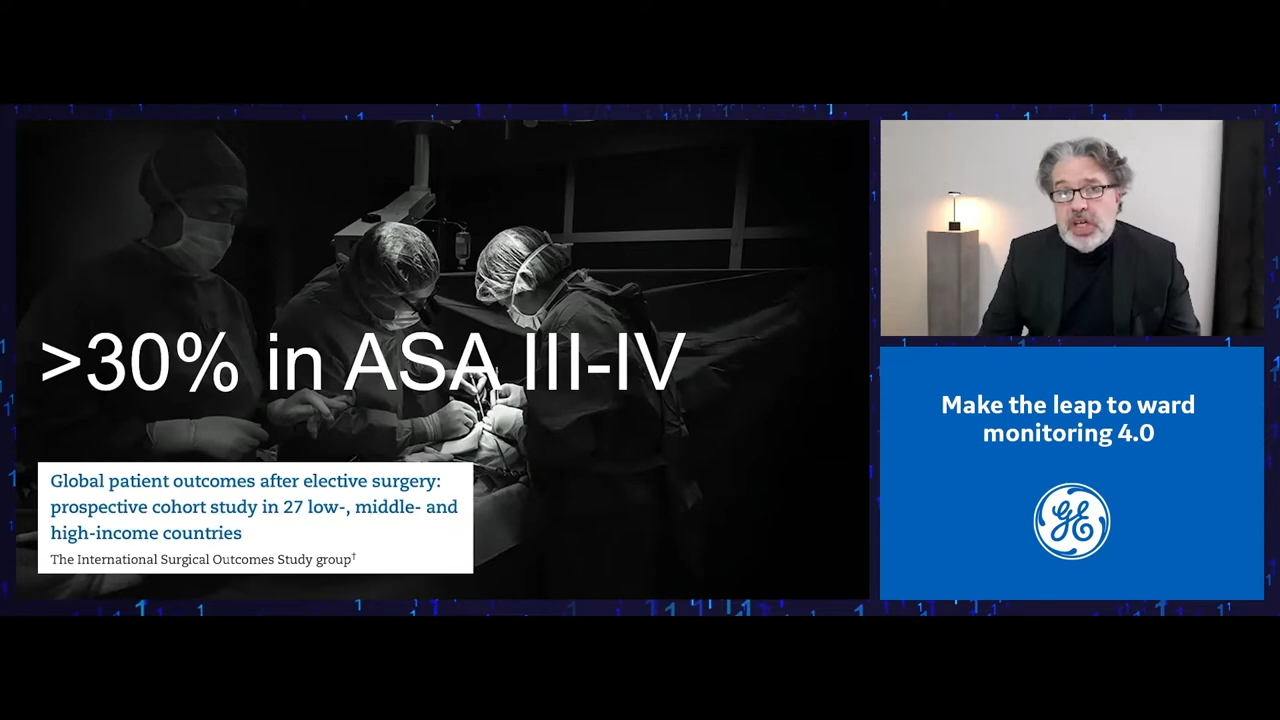 >30% in ASA III-IV
Global patient outcomes after elective surgery:
prospective cohort study in 27 low-, middle- and
high-income countries
The International Surgical Outcomes Study group†
Make the leap to ward
monitoring 4.0
GE